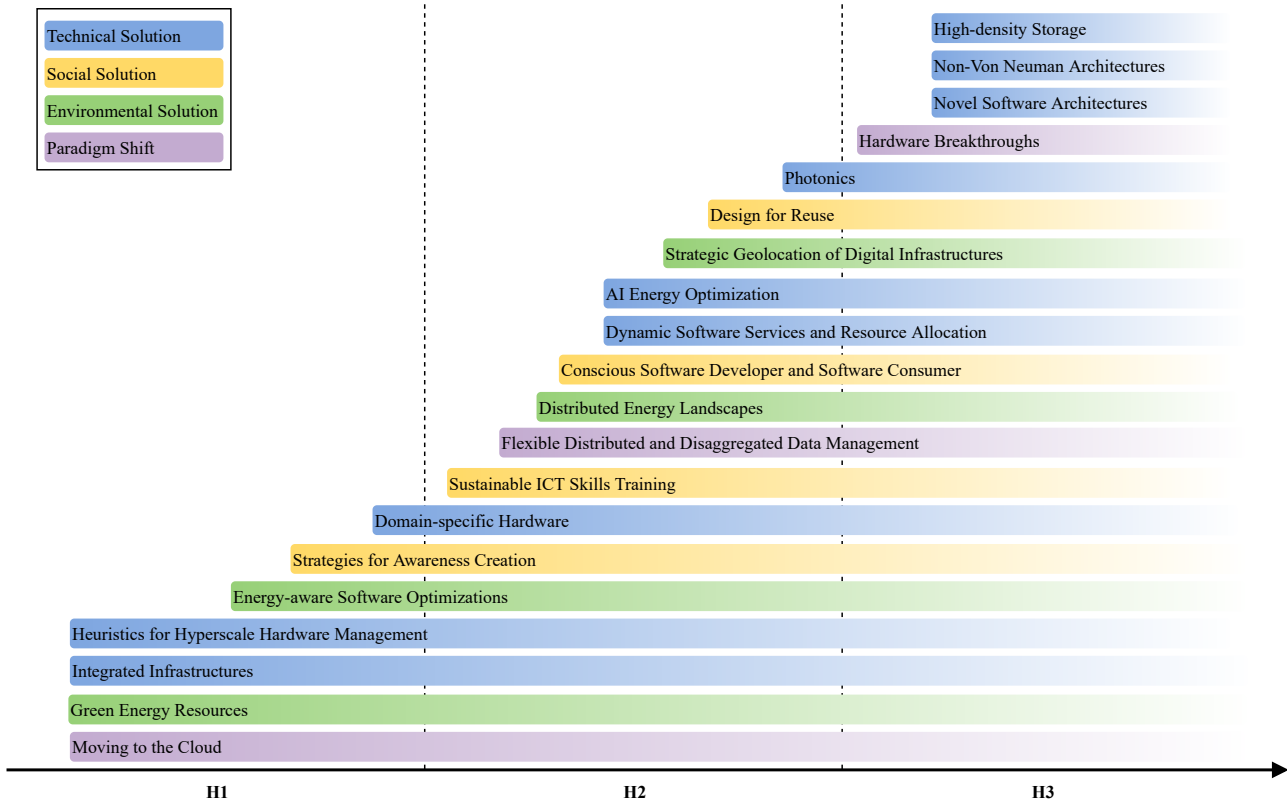 Technical Solution
Social Solution
Environmental Solution
Paradigm Shift
High-density Storage
Non-Von Neuman Architectures
Novel Software Architectures
Hardware Breakthroughs
Photonics
Design for Reuse
Strategic Geolocation of Digital Infrastructures
AI Energy Optimization
Dynamic Software Services and Resource Allocation
Conscious Software Developer and Software Consumer
Distributed Energy Landscapes
Flexible Distributed and Disaggregated Data Management
Sustainable ICT Skills Training
Domain-specific Hardware
Strategies for Awareness Creation
Energy-aware Software Optimizations
Heuristics for Hyperscale Hardware Management
Integrated Infrastructures
Green Energy Resources
Moving to the Cloud
H1 H2 H3